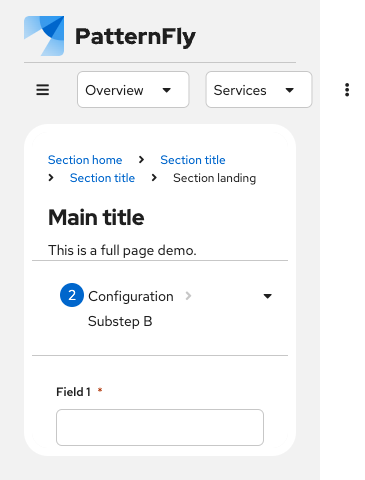 PatternFly
Overview Services
Section home Section title
Section title Section landing
Main title
This is a full page demo.
2 Configuration
Substep B
Field 1 *